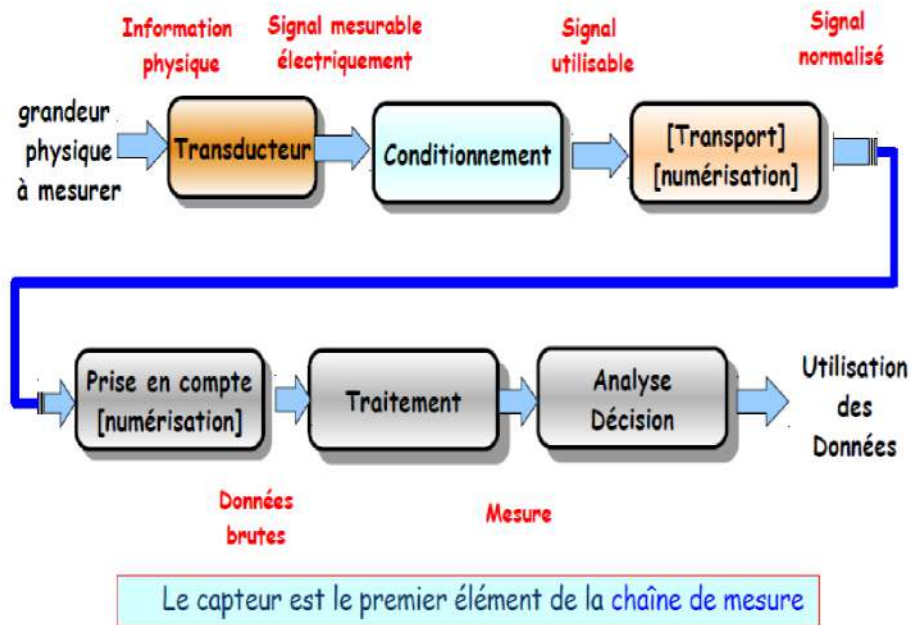 Information
physique
Signal mesurable
électriquement
Signal
utilisable
Signal
normalisé
grandeur
physique
à mesurer
Transducteur
Conditionnement
[Transport]
[numérisation]
Prise en compte
[numérisation]
Traitement
Analyse
Décision
Utilisation
des
Données
Données
brutes
Mesure
Le capteur est le premier élément de la chaîne de mesure